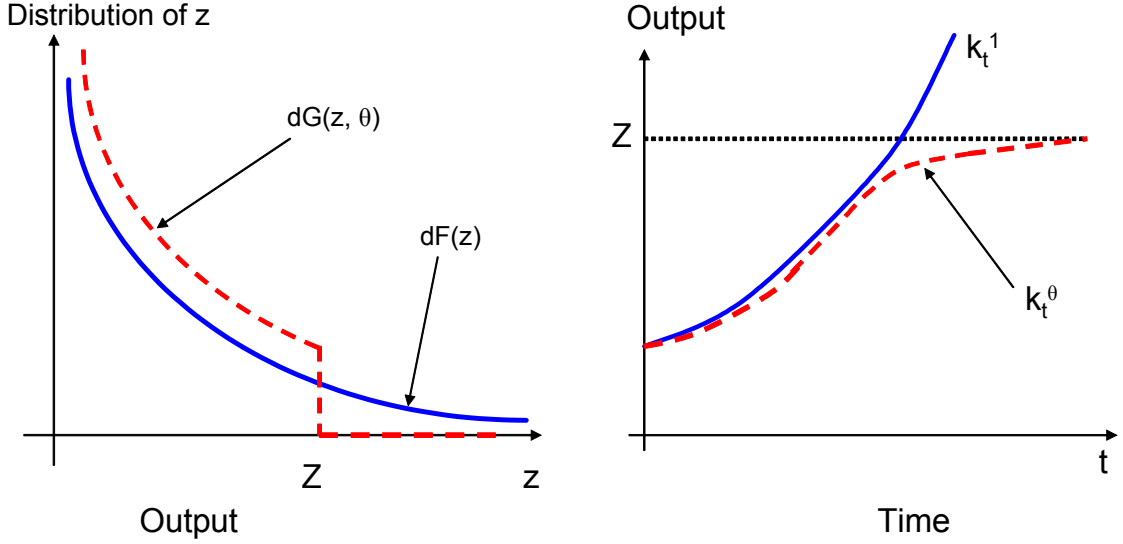 Distribution of z
dG(z, θ)
dF(z)
Z
z
Output
Output
k_t^1
Z
k_t^θ
t
Time